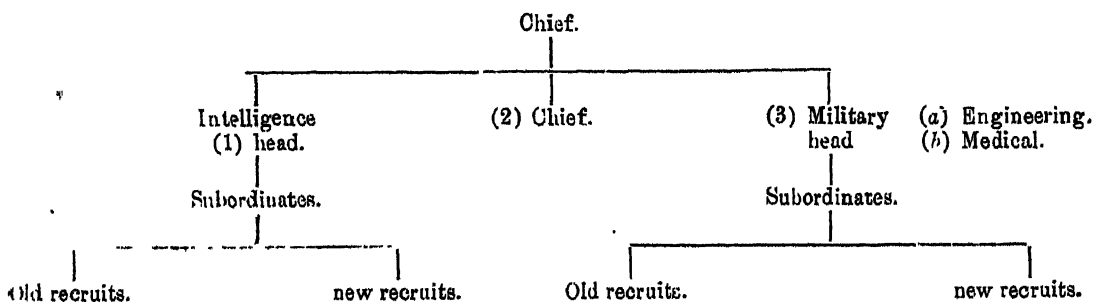 Chief.
Intelligence
(1) head.
(2) Chief.
(3) Military
head
(a) Engineering.
(b) Medical.
Subordinates.
Subordinates.
Old recruits.
new recruits.
Old recruits.
new recruits.